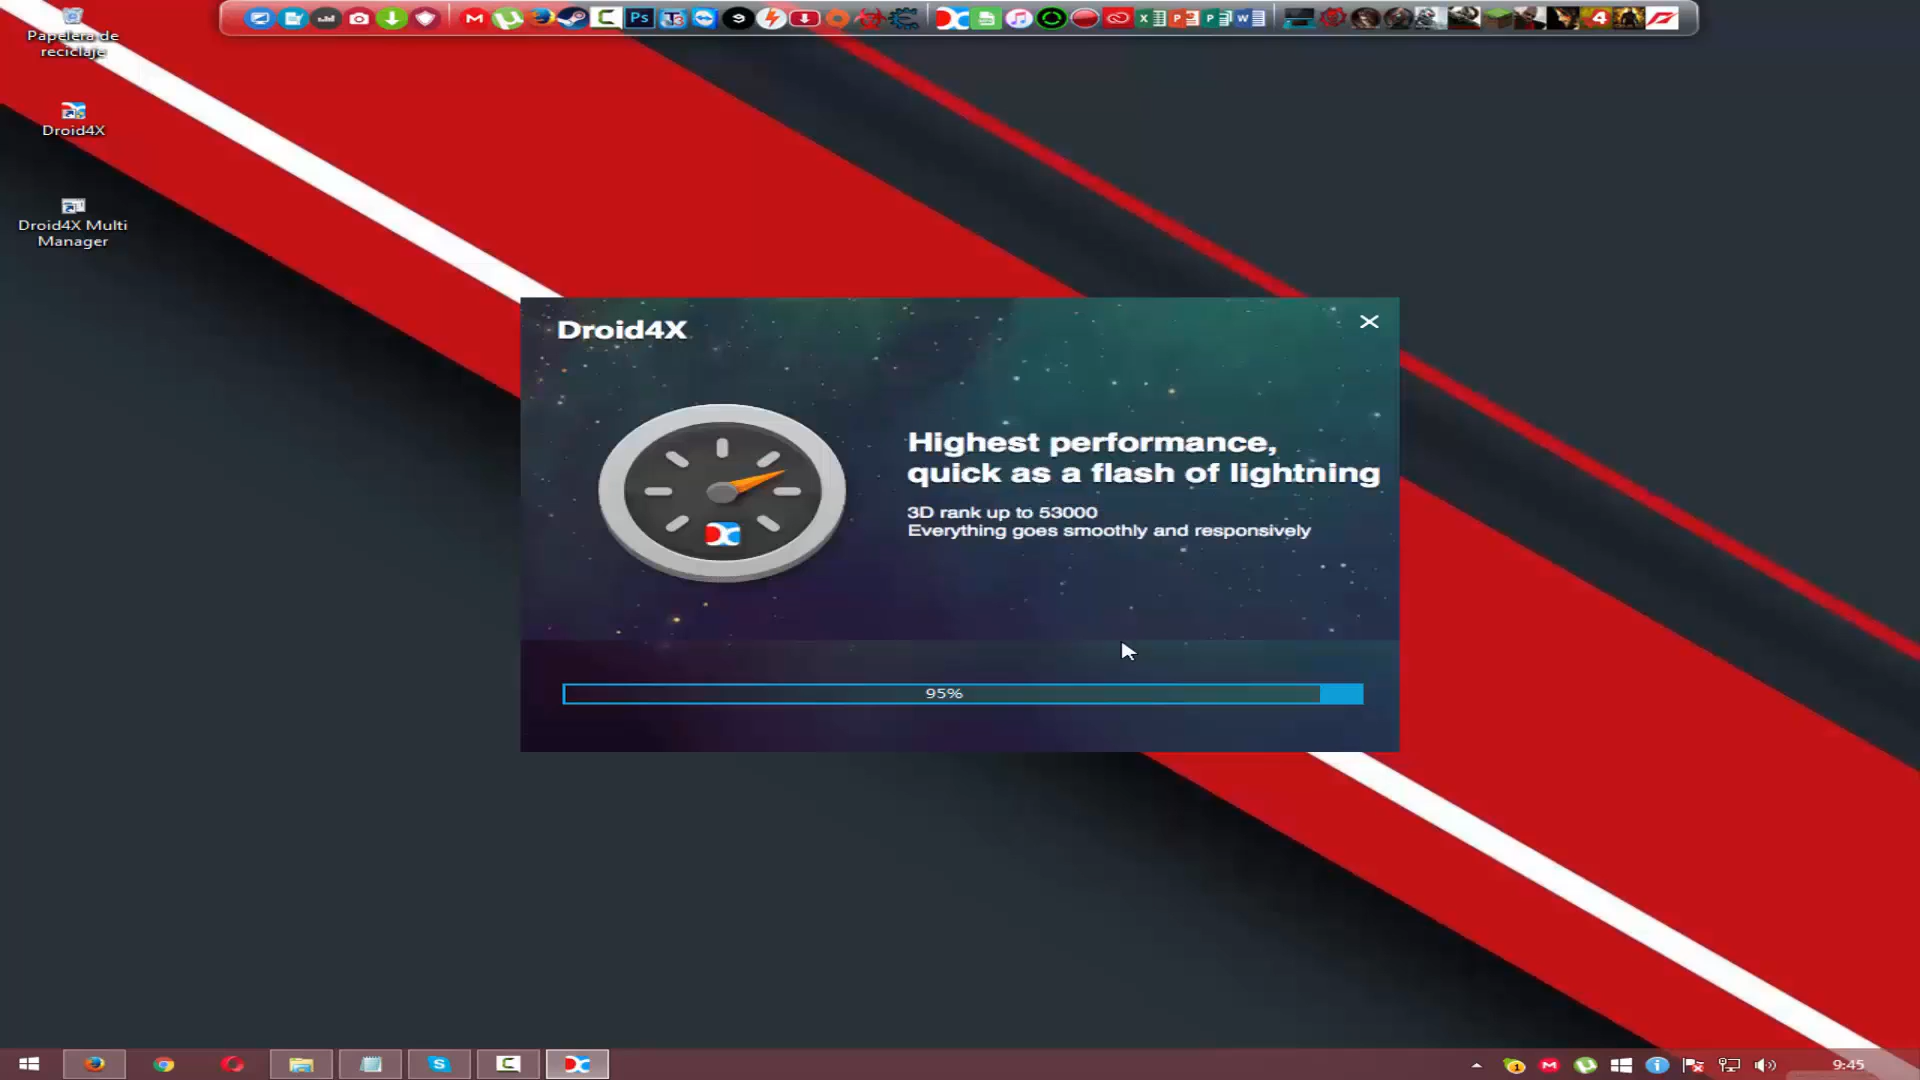 Papelera de
reciclaje
Droid4X
Droid4X Multi
Manager
Droid4X
Highest performance,
quick as a flash of lightning
3D rank up to 53000
Everything goes smoothly and responsively
95%
9:45